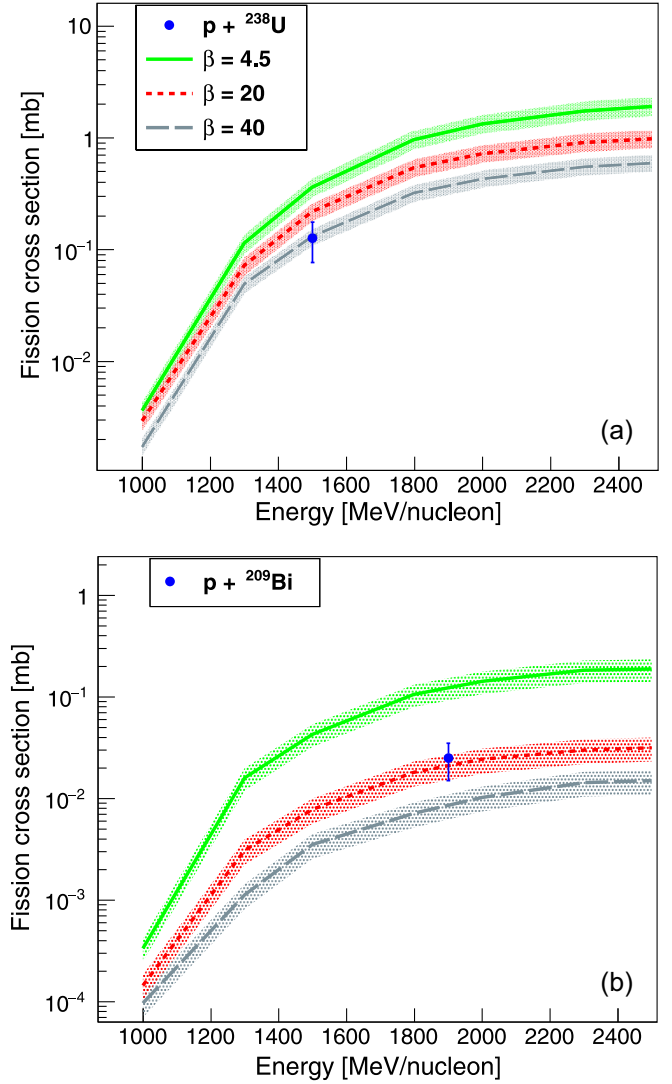 Fission cross section [mb]
10
1
10⁻¹
10⁻²
p + ²³⁸U
β = 4.5
β = 20
β = 40
(a)
1000 1200 1400 1600 1800 2000 2200 2400
Energy [MeV/nucleon]
Fission cross section [mb]
1
10⁻¹
10⁻²
10⁻³
10⁻⁴
p + ²⁰⁹Bi
(b)
1000 1200 1400 1600 1800 2000 2200 2400
Energy [MeV/nucleon]